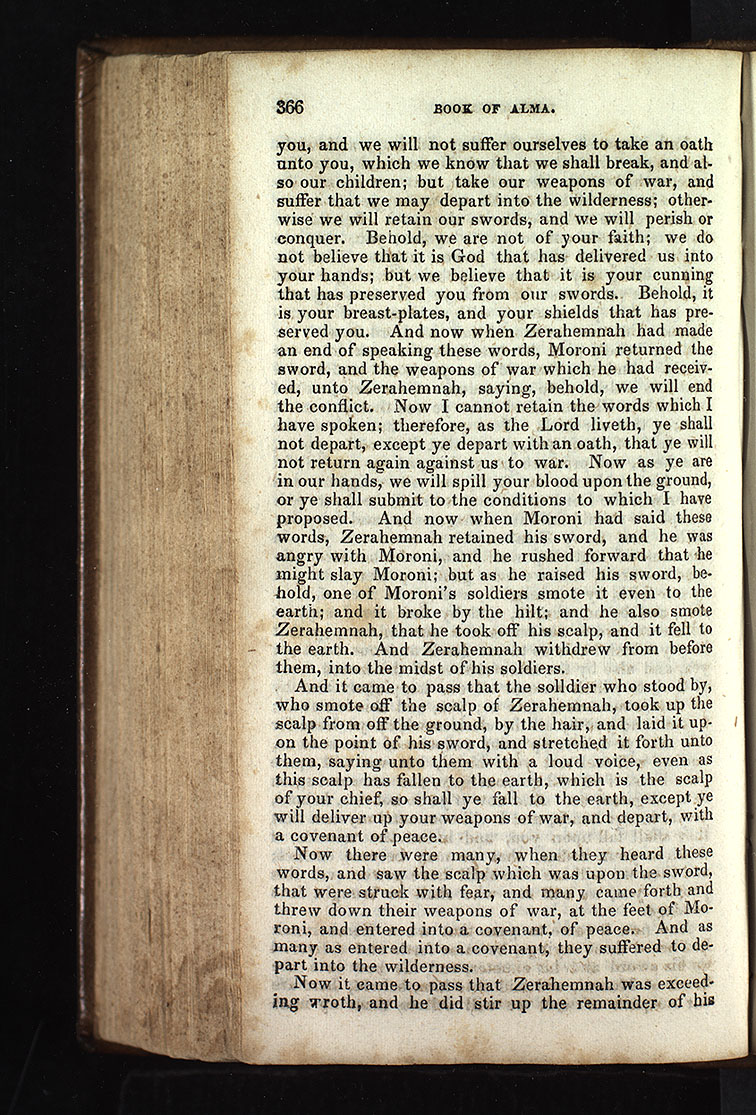 366 BOOK OF ALMA.
you, and we will not suffer ourselves to take an oath
unto you, which we know that we shall break, and al-
so our children; but take our weapons of war, and
suffer that we may depart into the wilderness; other-
wise we will retain our swords, and we will perish or
conquer. Behold, we are not of your faith; we do
not believe that it is God that has delivered us into
your hands; but we believe that it is your cunning
that has preserved you from our swords. Behold, it
is your breast-plates, and your shields that has pre-
served you. And now when Zerahemnah had made
an end of speaking these words, Moroni returned the
sword, and the weapons of war which he had receiv-
ed, unto Zerahemnah, saying, behold, we will end
the conflict. Now I cannot retain the words which I
have spoken; therefore, as the Lord liveth, ye shall
not depart, except ye depart with an oath, that ye will
not return again against us to war. Now as ye are
in our hands, we will spill your blood upon the ground,
or ye shall submit to the conditions to which I have
proposed. And now when Moroni had said these
words, Zerahemnah retained his sword, and he was
angry with Moroni, and he rushed forward that he
might slay Moroni; but as he raised his sword, be-
hold, one of Moroni's soldiers smote it even to the
earth; and it broke by the hilt; and he also smote
Zerahemnah, that he took off his scalp, and it fell to
the earth. And Zerahemnah withdrew from before
them, into the midst of his soldiers.
And it came to pass that the solldier who stood by,
who smote off the scalp of Zerahemnah, took up the
scalp from off the ground, by the hair, and laid it up-
on the point of his sword, and stretched it forth unto
them, saying unto them with a loud voice, even as
this scalp has fallen to the earth, which is the scalp
of your chief, so shall ye fall to the earth, except ye
will deliver up your weapons of war, and depart, with
a covenant of peace.
Now there were many, when they heard these
words, and saw the scalp which was upon the sword,
that were struck with fear, and many came forth and
threw down their weapons of war, at the feet of Mo-
roni, and entered into a covenant, of peace. And as
many as entered into a covenant, they suffered to de-
part into the wilderness.
Now it came to pass that Zerahemnah was exceed-
ing wroth, and he did stir up the remainder of his